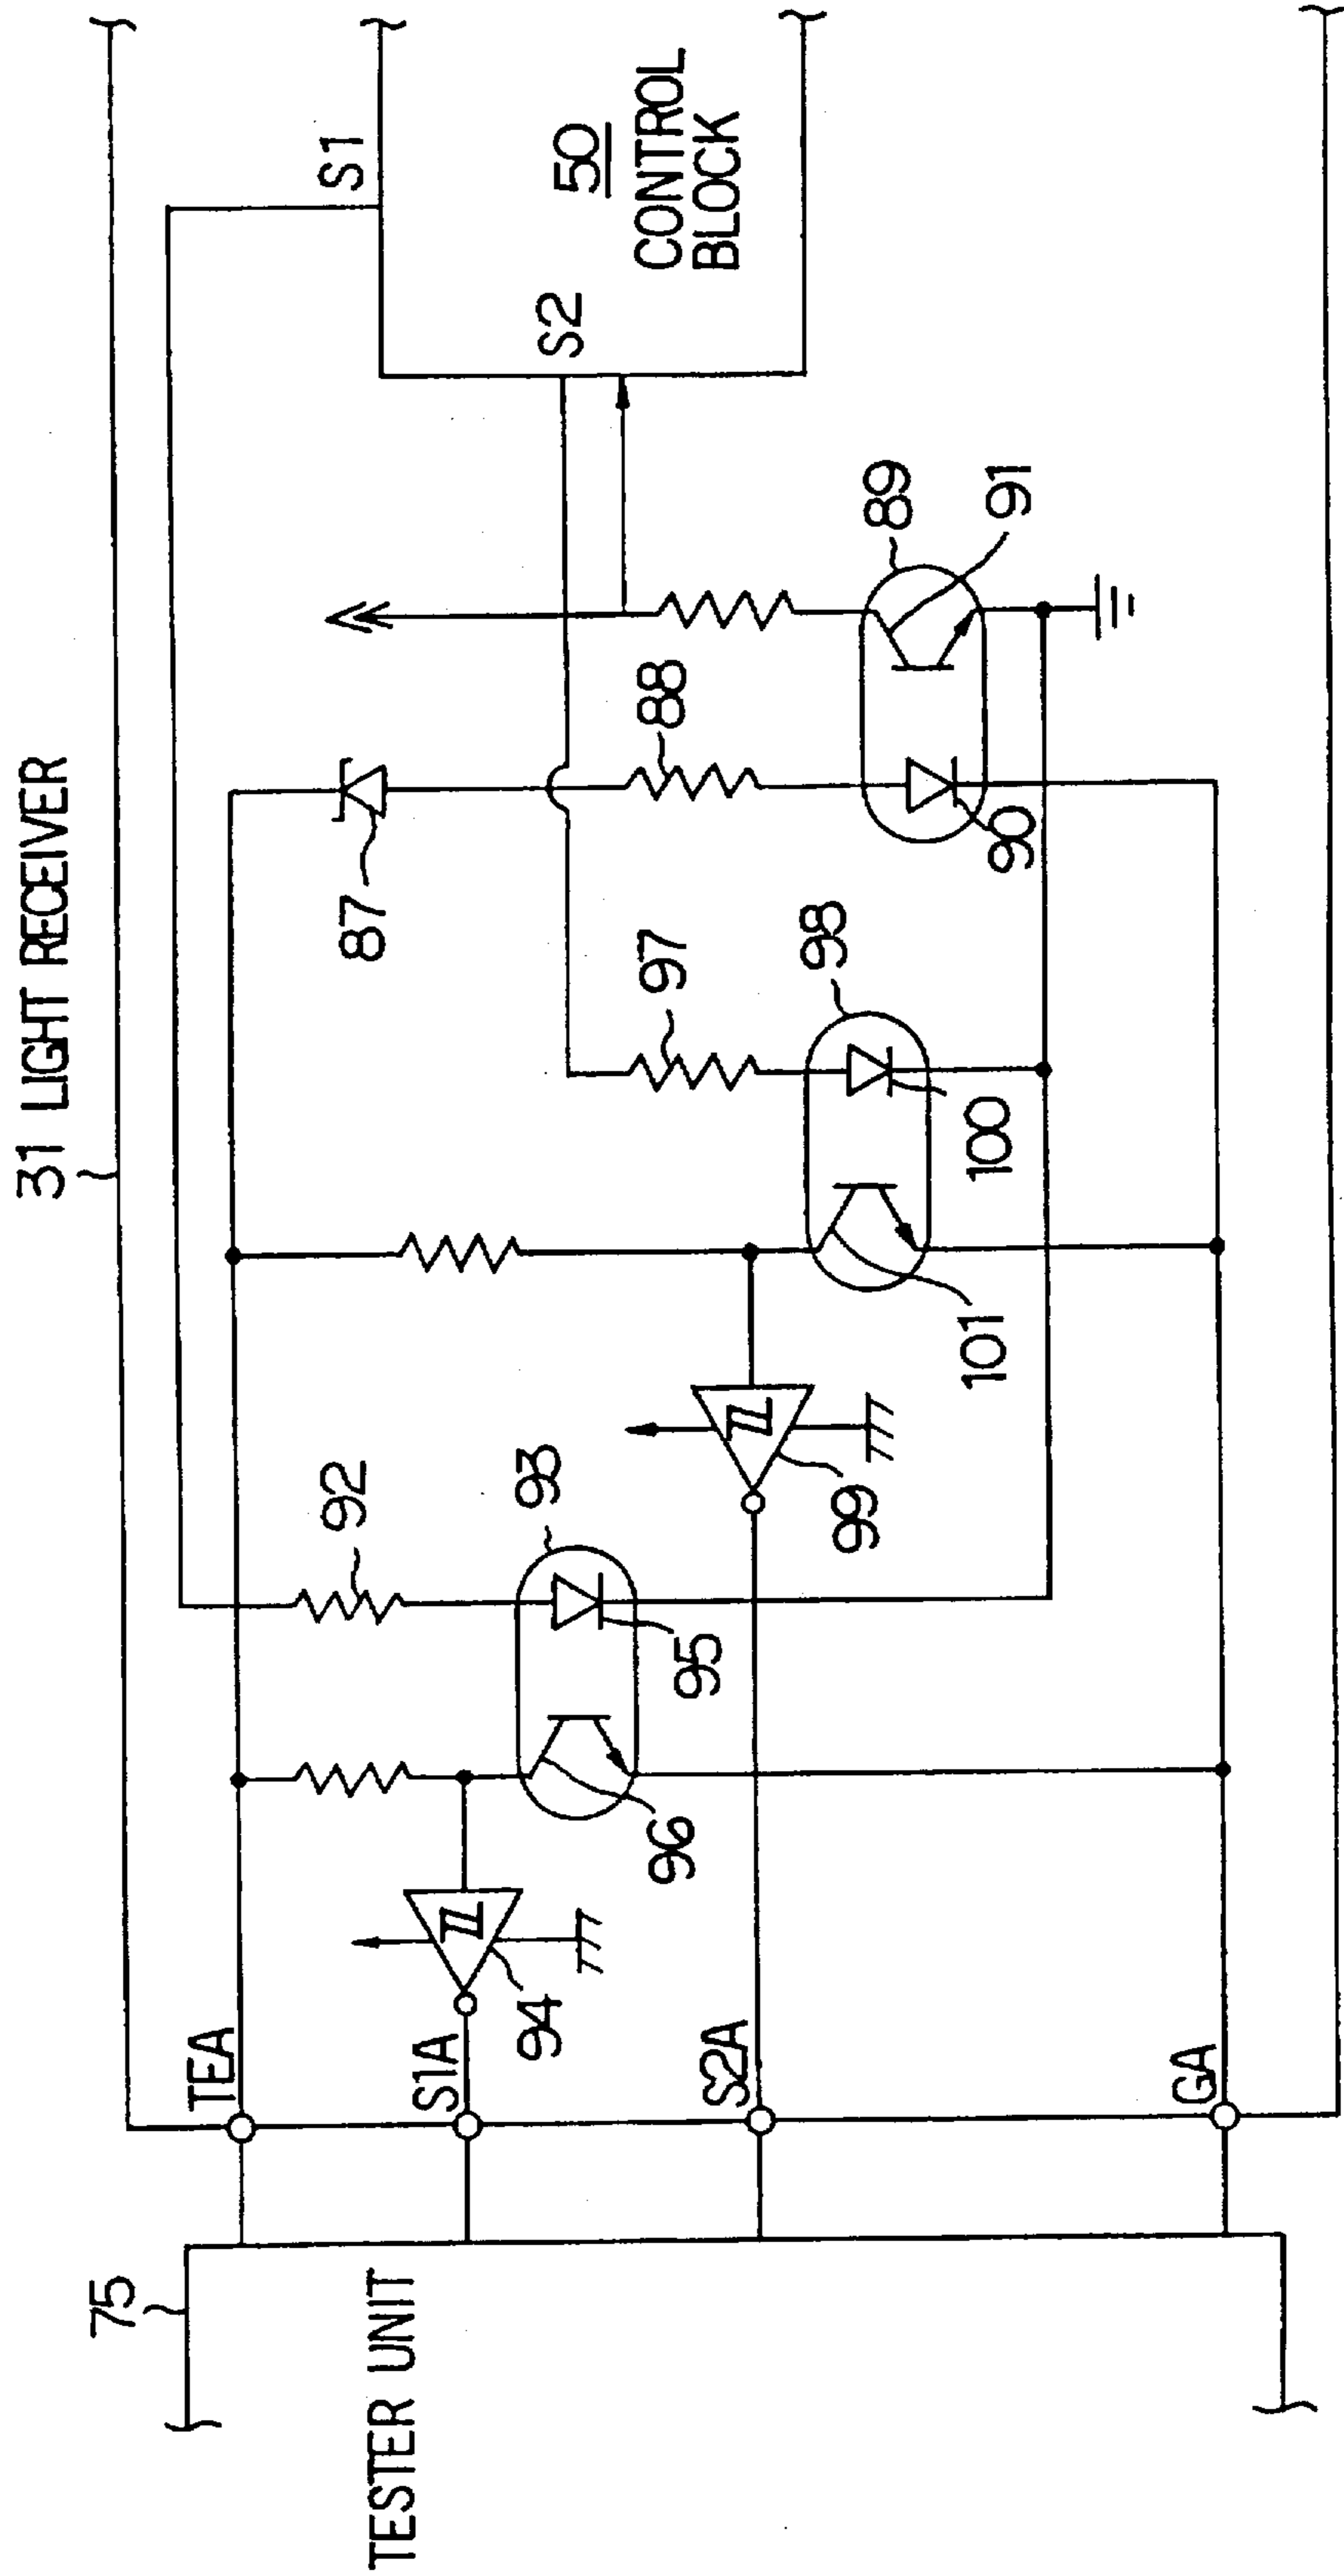 31 LIGHT RECEIVER
S1
50
CONTROL
BLOCK
S2
87
88
89
91
90
97
98
100
101
92
93
99
95
96
94
TEA
S1A
S2A
GA
75
TESTER UNIT